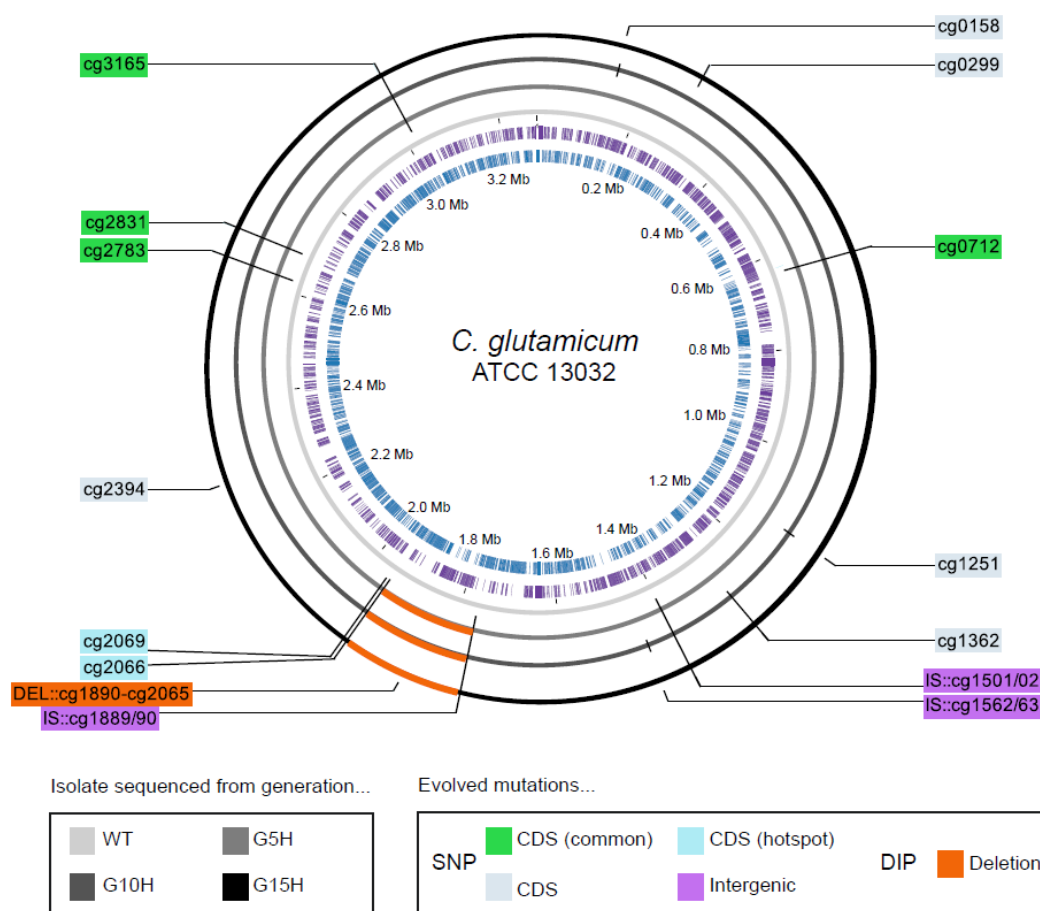 cg0158
cg3165
cg0299
3.2 Mb
0.2 Mb
3.0 Mb
0.4 Mb
cg2831
cg2783
2.8 Mb
cg0712
0.6 Mb
2.6 Mb
C. glutamicum
ATCC 13032
0.8 Mb
2.4 Mb
1.0 Mb
2.2 Mb
1.2 Mb
cg2394
2.0 Mb
1.4 Mb
1.8 Mb
1.6 Mb
cg1251
cg2069
cg1362
cg2066
DEL::cg1890-cg2065
IS::cg1501/02
IS::cg1889/90
IS::cg1562/63
Isolate sequenced from generation...
WT
G5H
G10H
G15H
Evolved mutations...
SNP
CDS (common)
CDS (hotspot)
CDS
Intergenic
DIP
Deletion